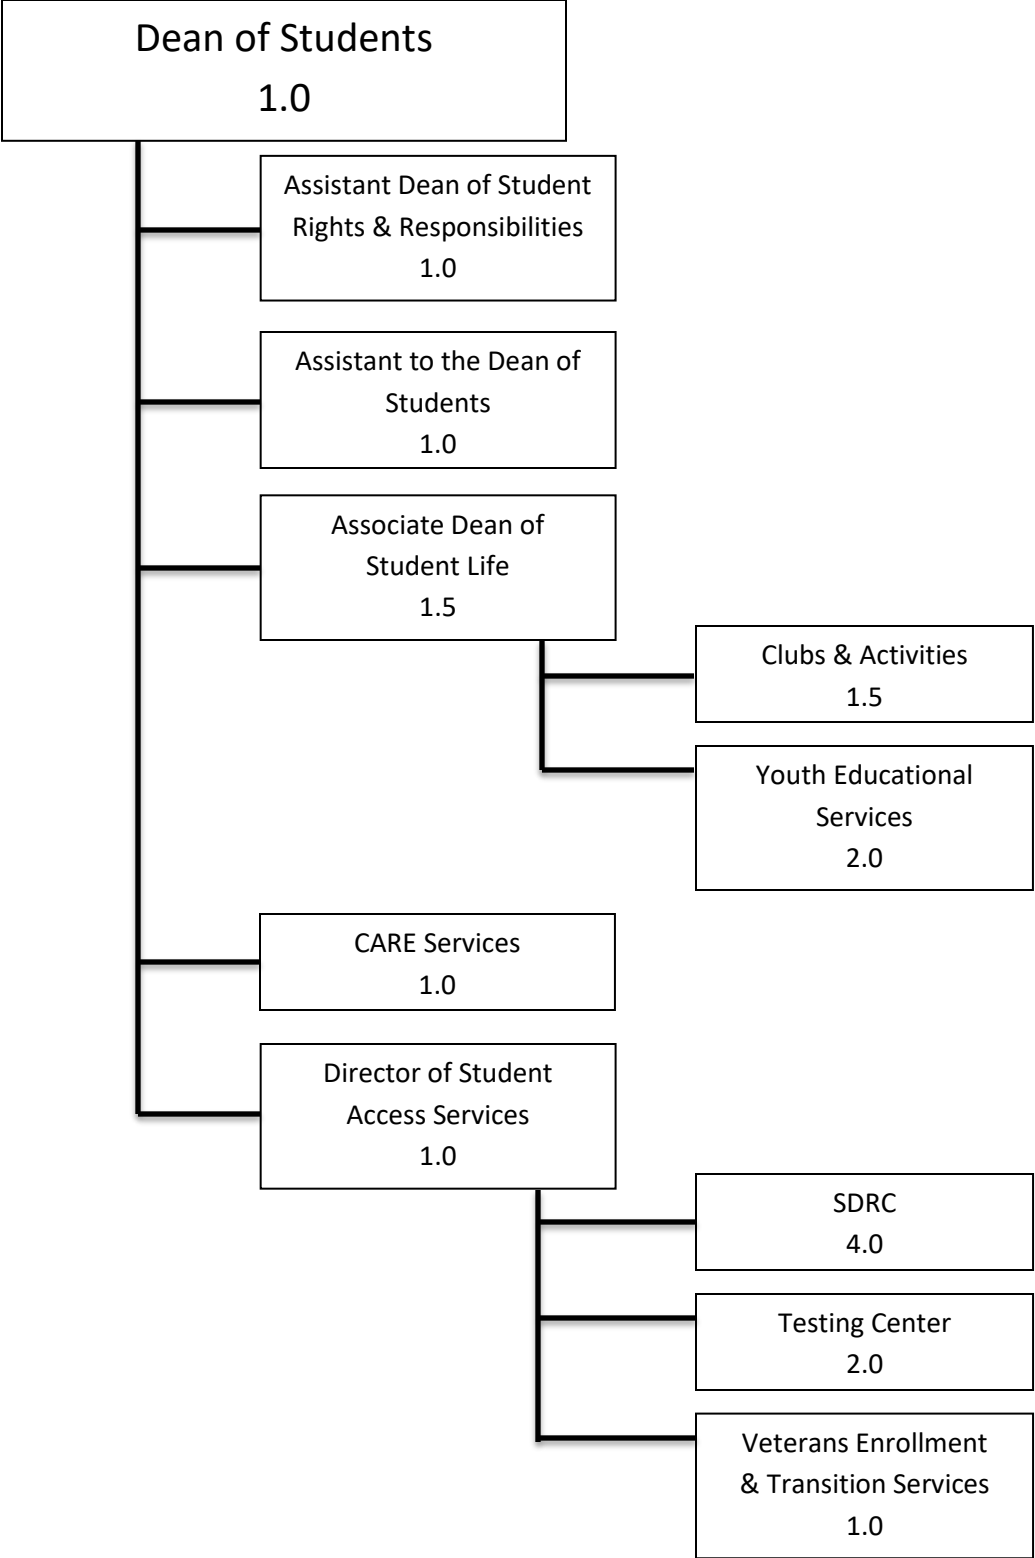 Dean of Students
1.0
Assistant Dean of Student
Rights & Responsibilities
1.0
Assistant to the Dean of
Students
1.0
Associate Dean of
Student Life
1.5
Clubs & Activities
1.5
Youth Educational
Services
2.0
CARE Services
1.0
Director of Student
Access Services
1.0
SDRC
4.0
Testing Center
2.0
Veterans Enrollment
& Transition Services
1.0